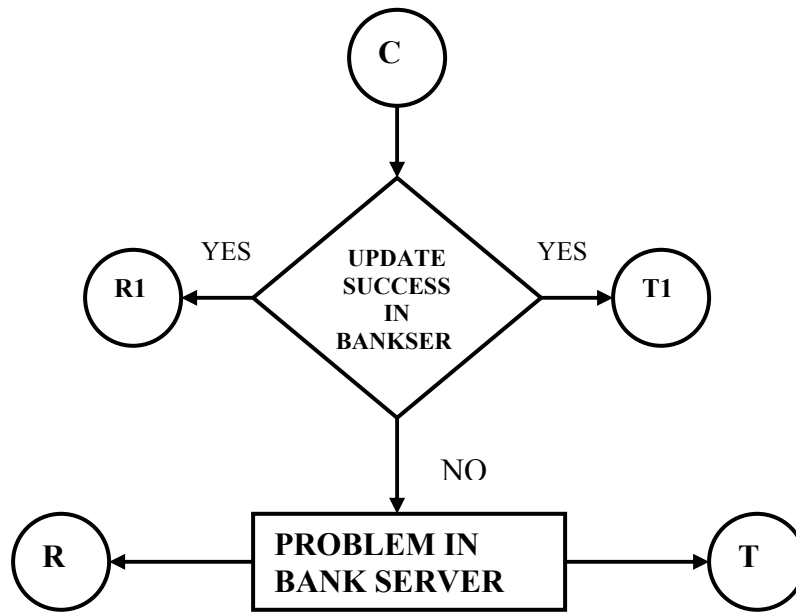 C
YES
YES
UPDATE
SUCCESS
IN
BANKSER
R1
T1
NO
R
PROBLEM IN
BANK SERVER
T